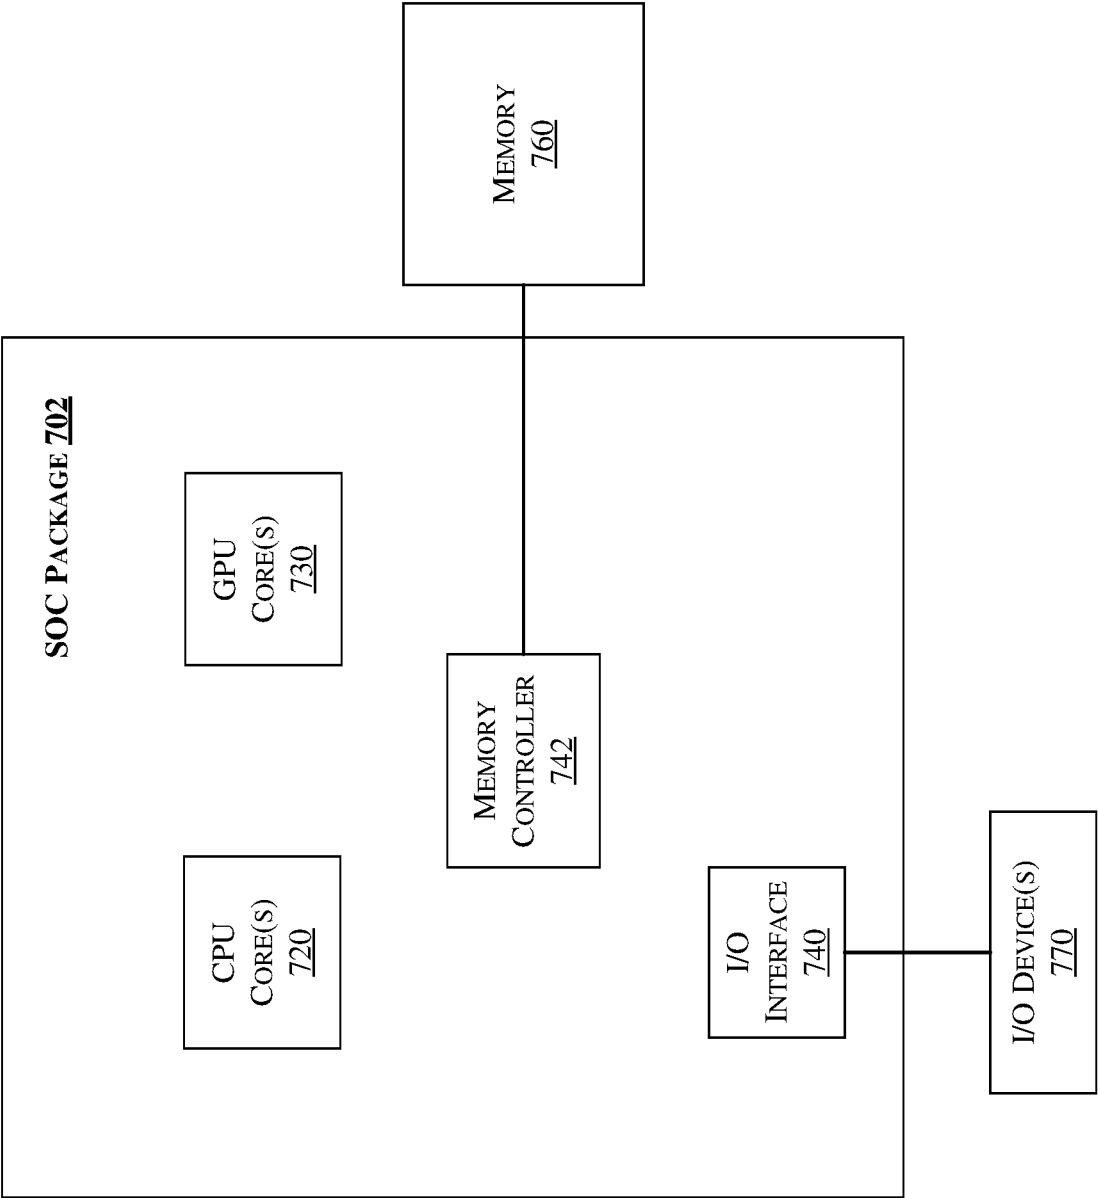 SOC PACKAGE 702
CPU
CORE(S)
720
GPU
CORE(S)
730
MEMORY
CONTROLLER
742
MEMORY
760
I/O
INTERFACE
740
I/O DEVICE(S)
770